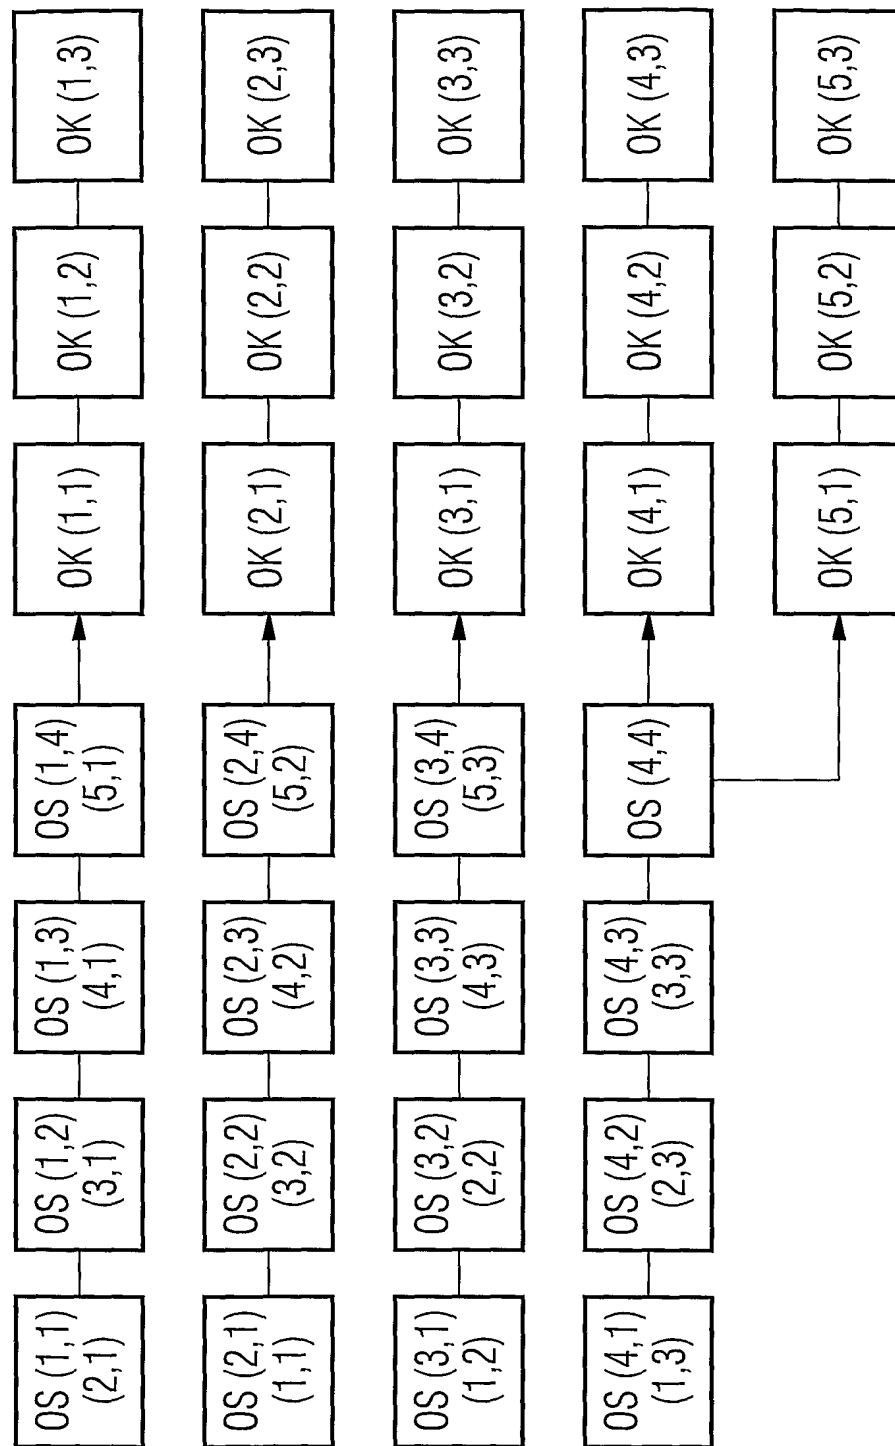 OS (1,1)
(2,1)
OS (1,2)
(3,1)
OS (1,3)
(4,1)
OS (1,4)
(5,1)
OK (1,1)
OK (1,2)
OK (1,3)
OS (2,1)
(1,1)
OS (2,2)
(3,2)
OS (2,3)
(4,2)
OS (2,4)
(5,2)
OK (2,1)
OK (2,2)
OK (2,3)
OS (3,1)
(1,2)
OS (3,2)
(2,2)
OS (3,3)
(4,3)
OS (3,4)
(5,3)
OK (3,1)
OK (3,2)
OK (3,3)
OS (4,1)
(1,3)
OS (4,2)
(2,3)
OS (4,3)
(3,3)
OS (4,4)
OK (4,1)
OK (4,2)
OK (4,3)
OK (5,1)
OK (5,2)
OK (5,3)